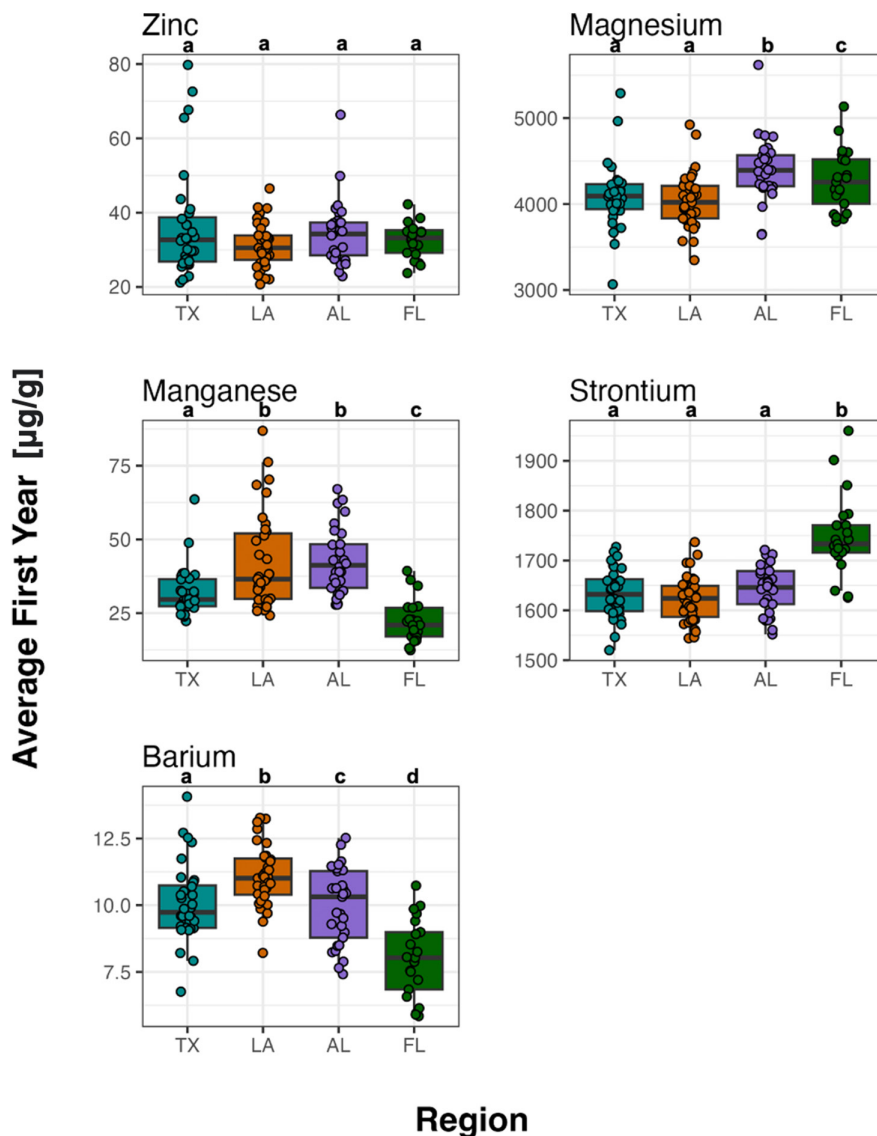 Zinc
a a a a
80
60
40
20
TX LA AL FL
Magnesium
a a b c
5000
4000
3000
TX LA AL FL
Manganese
a b b c
75
50
25
TX LA AL FL
Strontium
a a a b
1900
1800
1700
1600
1500
TX LA AL FL
Barium
a b c d
12.5
10.0
7.5
TX LA AL FL
Average First Year [µg/g]
Region